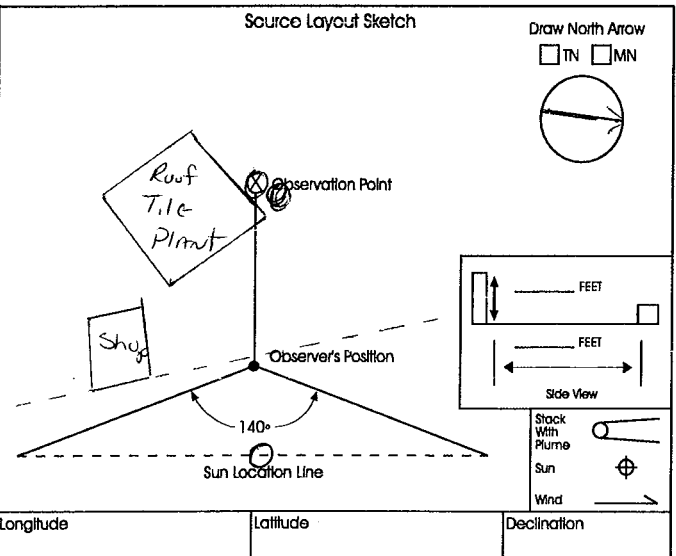 Source Layout Sketch
Draw North Arrow
TN MN
Roof
Tile
Plant
Observation Point
Shop
Observer's Position
140°
Sun Location Line
FEET
FEET
Side View
Stack
With
Plume
Sun
Wind
Longitude
Latitude
Declination